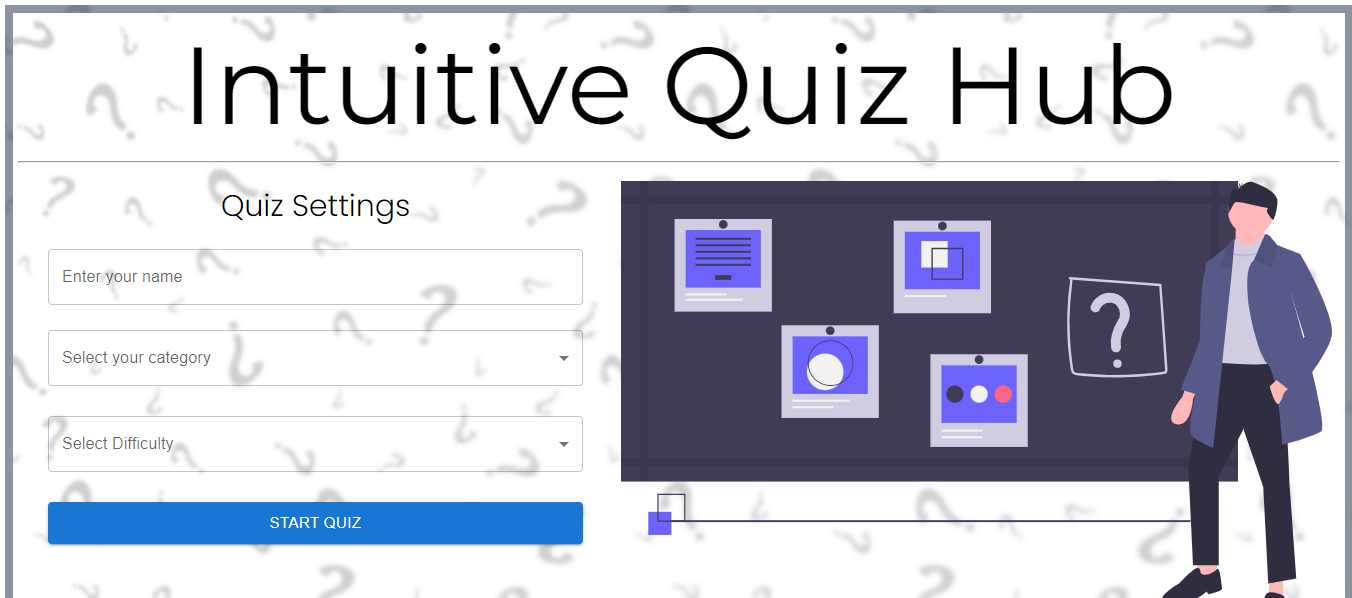 Intuitive Quiz Hub
Quiz Settings
Enter your name
Select your category
Select Difficulty
START QUIZ
?